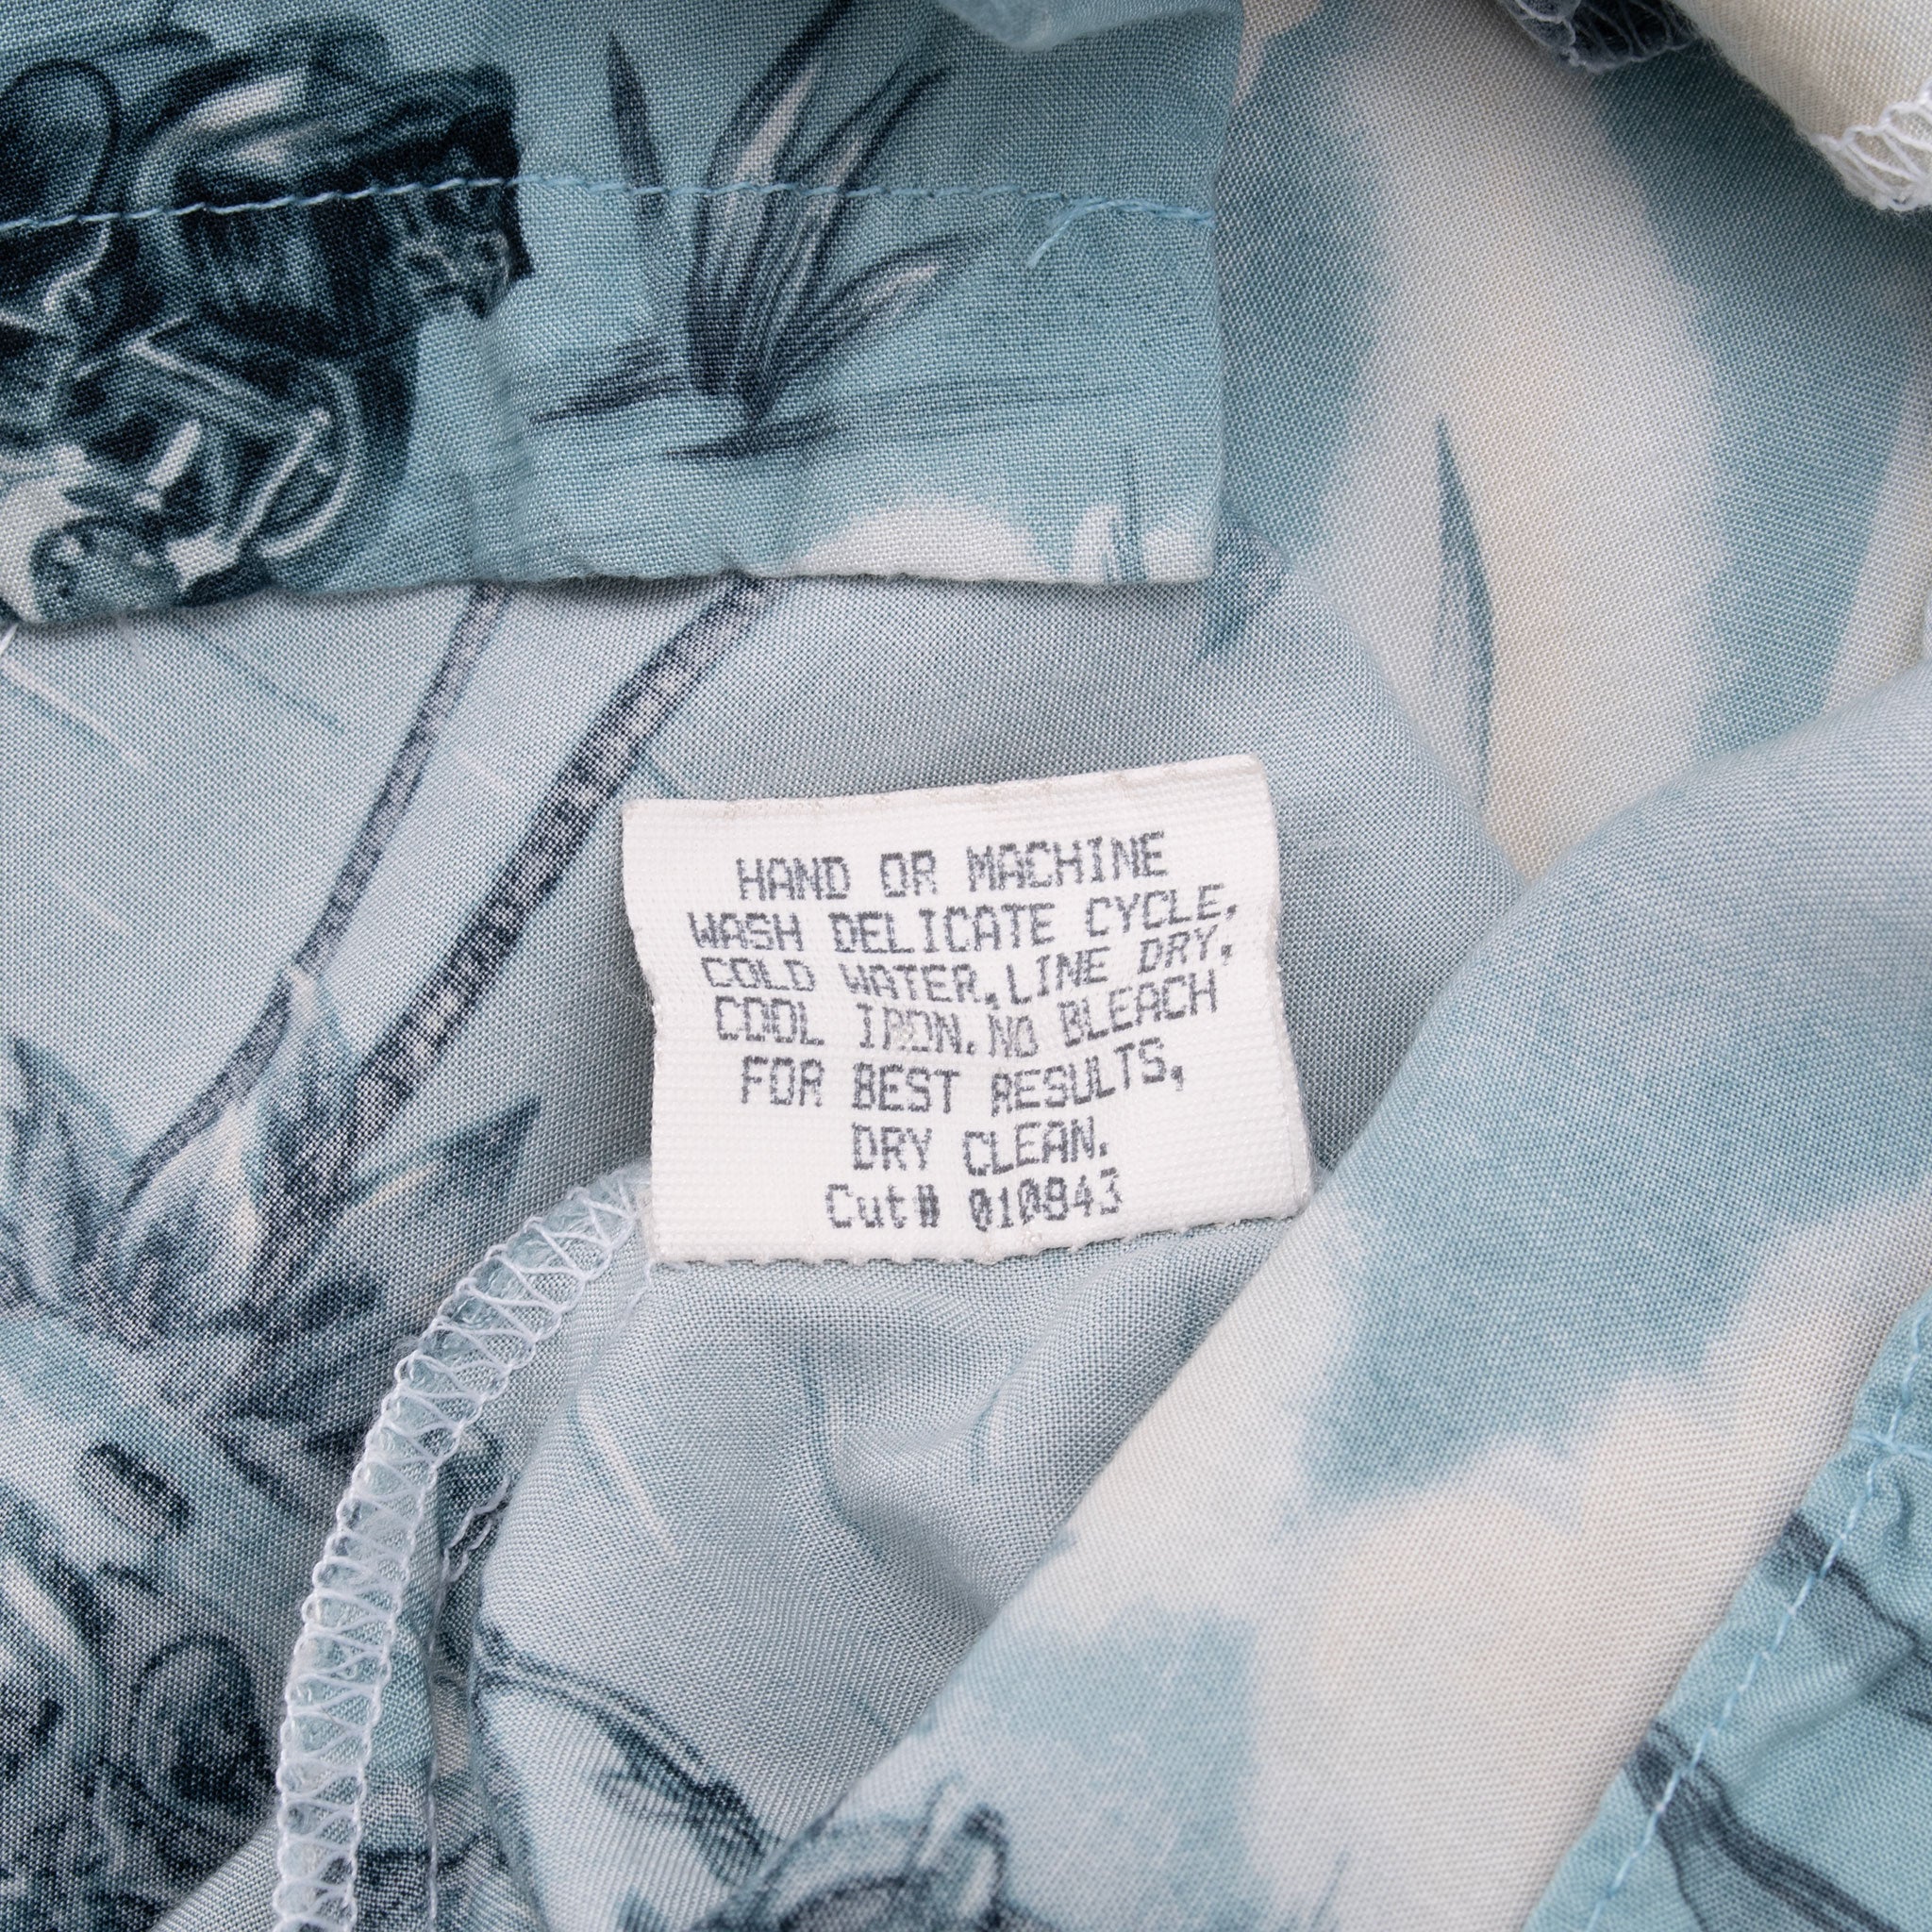 HAND OR MACHINE
WASH DELICATE CYCLE,
COLD WATER, LINE DRY,
COOL IRON, NO BLEACH
FOR BEST RESULTS,
DRY CLEAN.
Cut# 010843